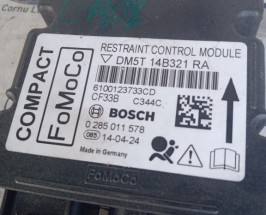 COMPACT
FoMoCo
RESTRAINT CONTROL MODULE
DM5T 14B321 RA
6100123733CD
CF33B C344C
BOSCH
0 285 011 578
085 14-04-24
Made in Germany
FoMoCo